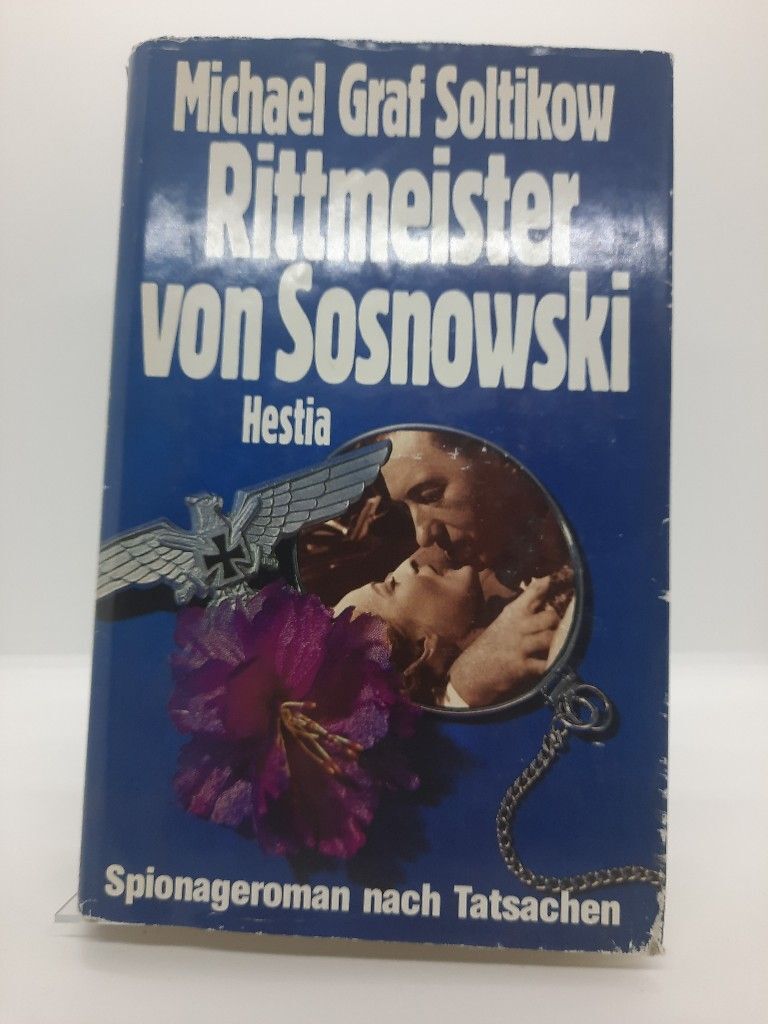 Michael Graf Soltikow
Rittmeister
von Sosnowski
Hestia
Spionageroman nach Tatsachen